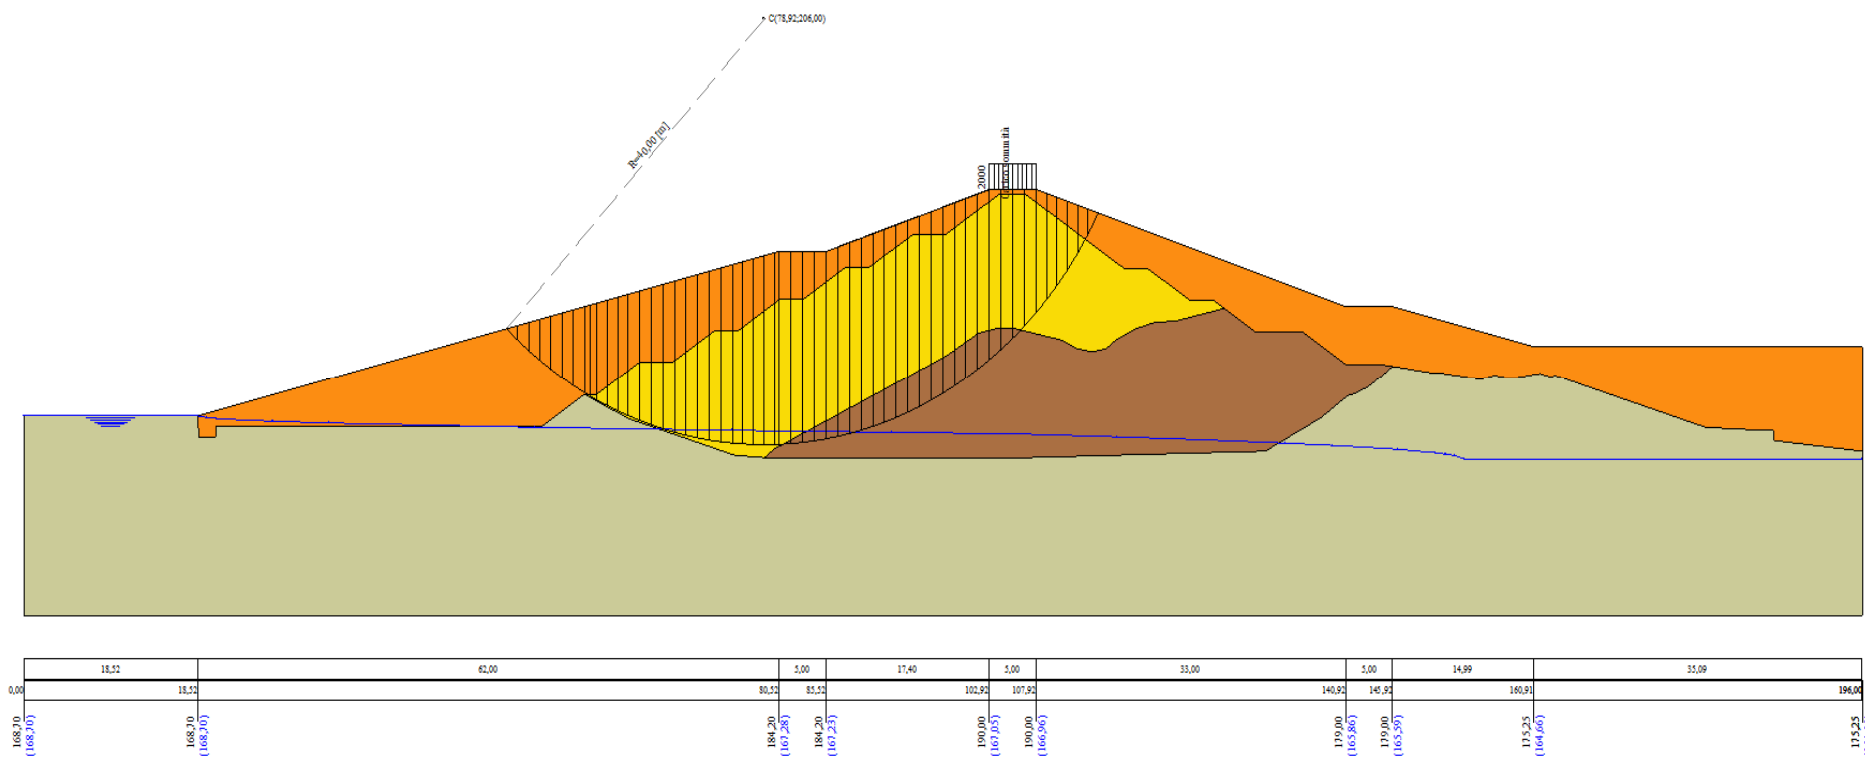 C(78,92;206,00)
R=40,00 [m]
2000
18,52 62,00 5,00 17,40 5,00 33,00 5,00 14,99 35,09
0,00 18,52 80,52 85,52 102,92 107,92 140,92 145,92 160,91 196,00
168,70 168,70 184,20 184,20 190,00 190,00 179,00 179,00 175,25 175,25
(168,70) (168,70) (167,28) (167,23) (167,05) (166,96) (165,86) (165,59) (164,66)